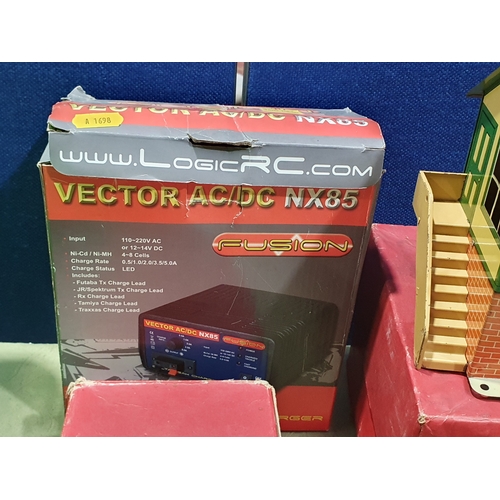 VECTOR AC/DC NX85
A 1690
www.LogicRC.com
VECTOR AC/DC NX85
FUSION
· Input 110~220V AC
or 12~14V DC
· Ni-Cd / Ni-MH 4~8 Cells
· Charge Rate 0.5/1.0/2.0/3.5/5.0A
· Charge Status LED
Includes:
- Futaba Tx Charge Lead
- JR/Spektrum Tx Charge Lead
- Rx Charge Lead
- Tamiya Charge Lead
- Traxxas Charge Lead
VECTOR AC/DC NX85